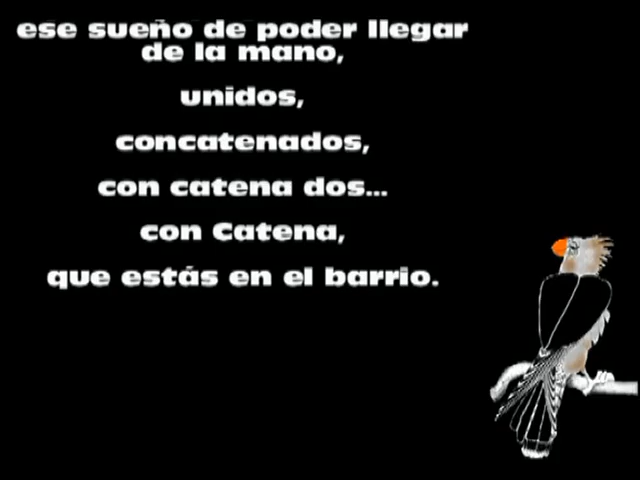 ese sueño de poder llegar
de la mano,
unidos,
concatenados,
con catena dos...
con Catena,
que estás en el barrio.